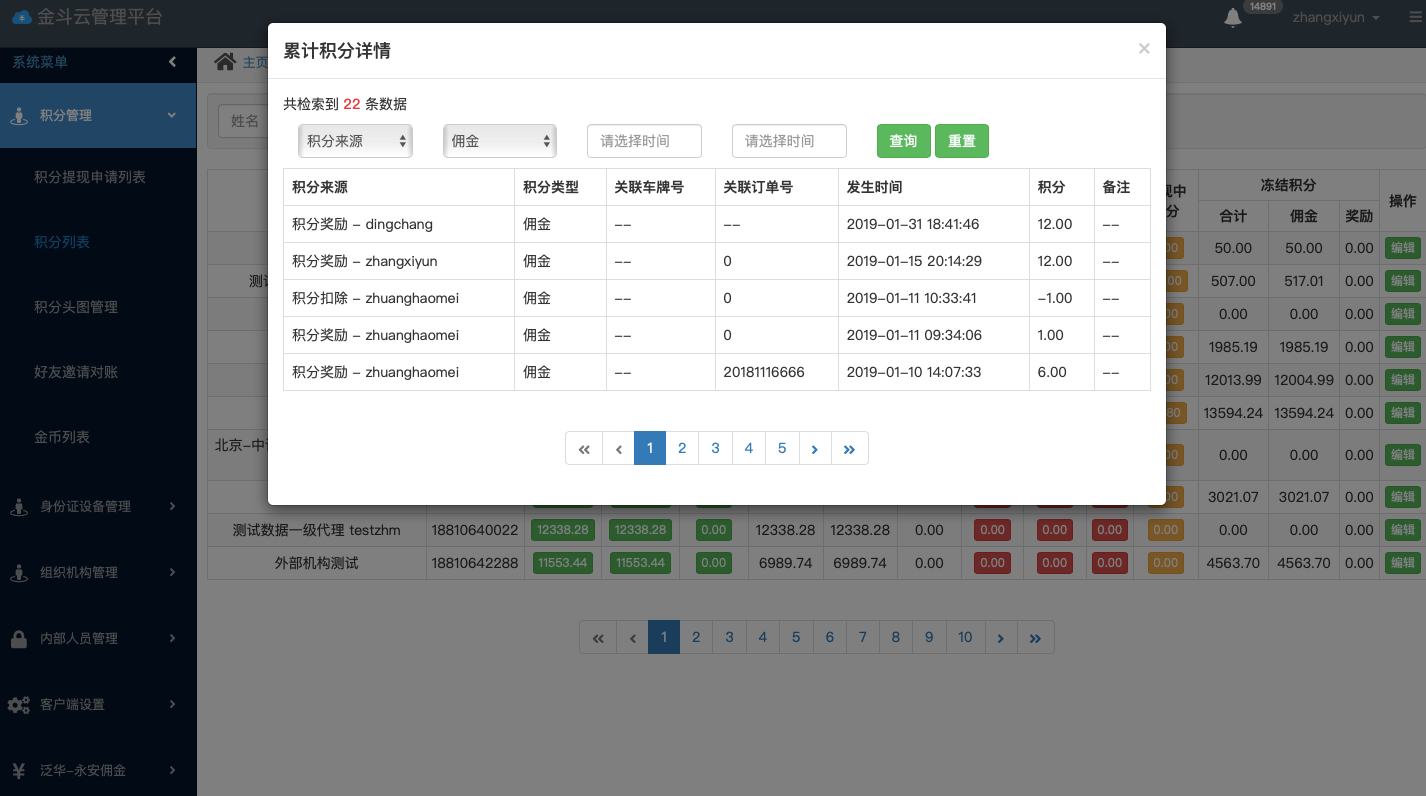 金斗云管理平台
14891
zhangxiyun
系统菜单
主页
积分管理
积分提现申请列表
积分列表
积分头图管理
好友邀请对账
金币列表
身份证设备管理
组织机构管理
内部人员管理
客户端设置
泛华-永安佣金
姓名
累计积分详情 ×
共检索到 22 条数据
积分来源 佣金 请选择时间 请选择时间 查询 重置
积分来源 积分类型 关联车牌号 关联订单号 发生时间 积分 备注
积分奖励 - dingchang 佣金 -- -- 2019-01-31 18:41:46 12.00 --
积分奖励 - zhangxiyun 佣金 -- 0 2019-01-15 20:14:29 12.00 --
积分扣除 - zhuanghaomei 佣金 -- 0 2019-01-11 10:33:41 -1.00 --
积分奖励 - zhuanghaomei 佣金 -- 0 2019-01-11 09:34:06 1.00 --
积分奖励 - zhuanghaomei 佣金 -- 20181116666 2019-01-10 14:07:33 6.00 --
« ‹ 1 2 3 4 5 › »
冻结积分 操作
合计 佣金 奖励
50.00 50.00 0.00 编辑
507.00 517.01 0.00 编辑
0.00 0.00 0.00 编辑
1985.19 1985.19 0.00 编辑
12013.99 12004.99 0.00 编辑
13594.24 13594.24 0.00 编辑
北京-中 0.00 0.00 0.00 编辑
3021.07 3021.07 0.00 编辑
测试数据一级代理 testzhm 18810640022 12338.28 12338.28 0.00 12338.28 12338.28 0.00 0.00 0.00 0.00 0.00 0.00 0.00 0.00 编辑
外部机构测试 18810642288 11553.44 11553.44 0.00 6989.74 6989.74 0.00 0.00 0.00 0.00 0.00 4563.70 4563.70 0.00 编辑
« ‹ 1 2 3 4 5 6 7 8 9 10 › »